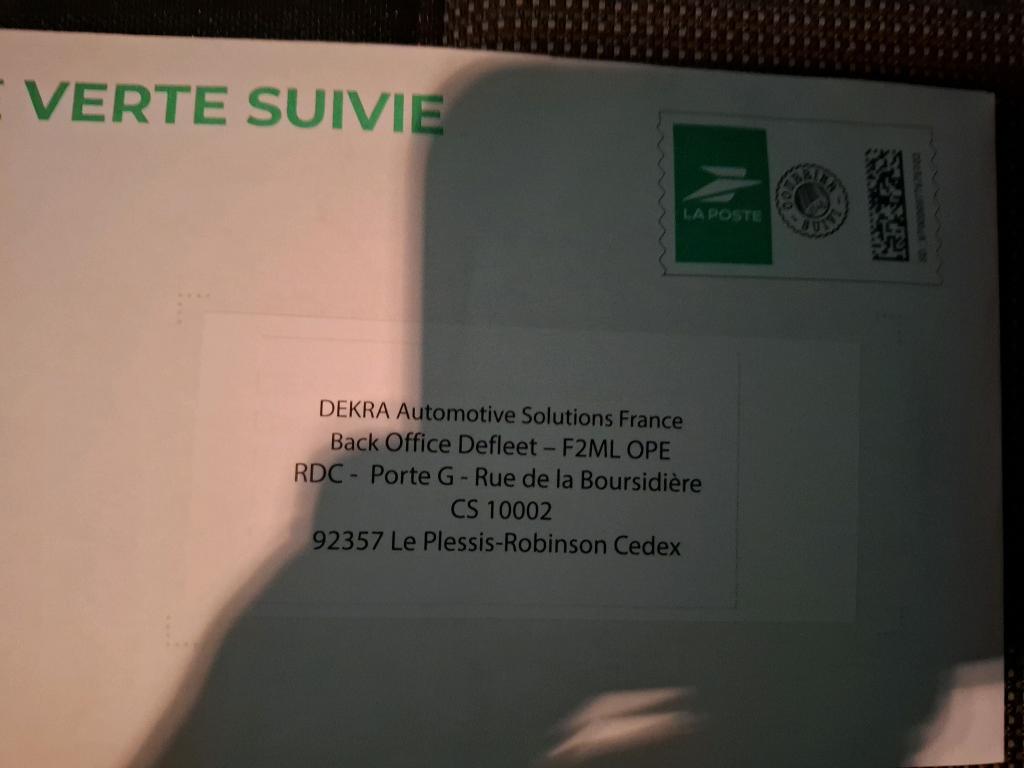 VERTE SUIVIE
LA POSTE
DEKRA Automotive Solutions France
Back Office Defleet – F2ML OPE
RDC - Porte G - Rue de la Boursidière
CS 10002
92357 Le Plessis-Robinson Cedex